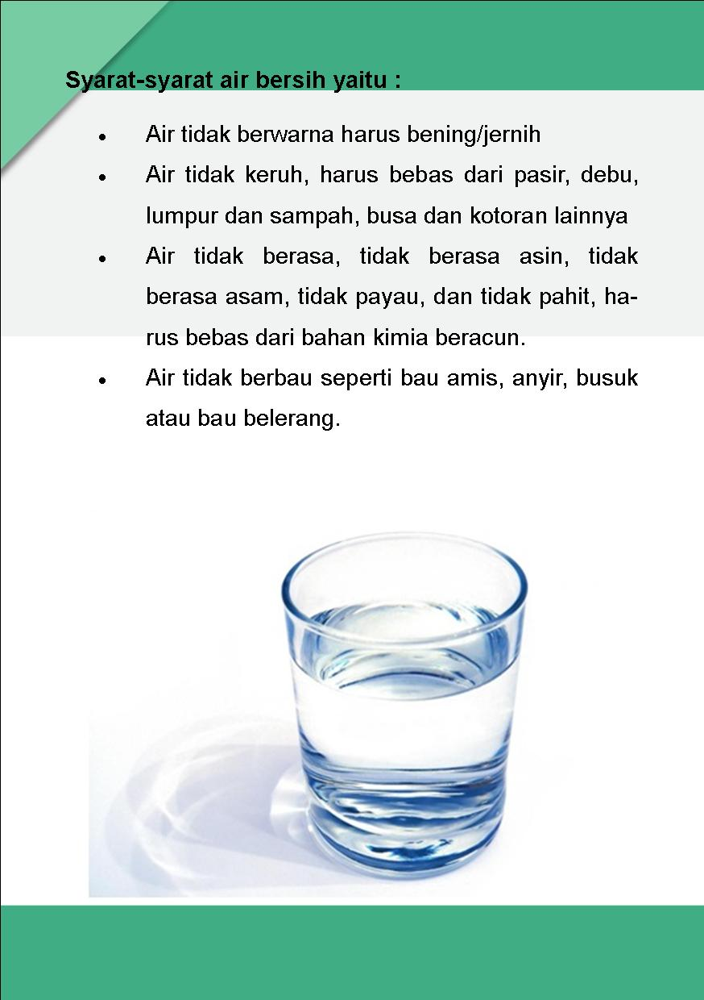 Syarat-syarat air bersih yaitu :
• Air tidak berwarna harus bening/jernih
• Air tidak keruh, harus bebas dari pasir, debu,
lumpur dan sampah, busa dan kotoran lainnya
• Air tidak berasa, tidak berasa asin, tidak
berasa asam, tidak payau, dan tidak pahit, ha-
rus bebas dari bahan kimia beracun.
• Air tidak berbau seperti bau amis, anyir, busuk
atau bau belerang.